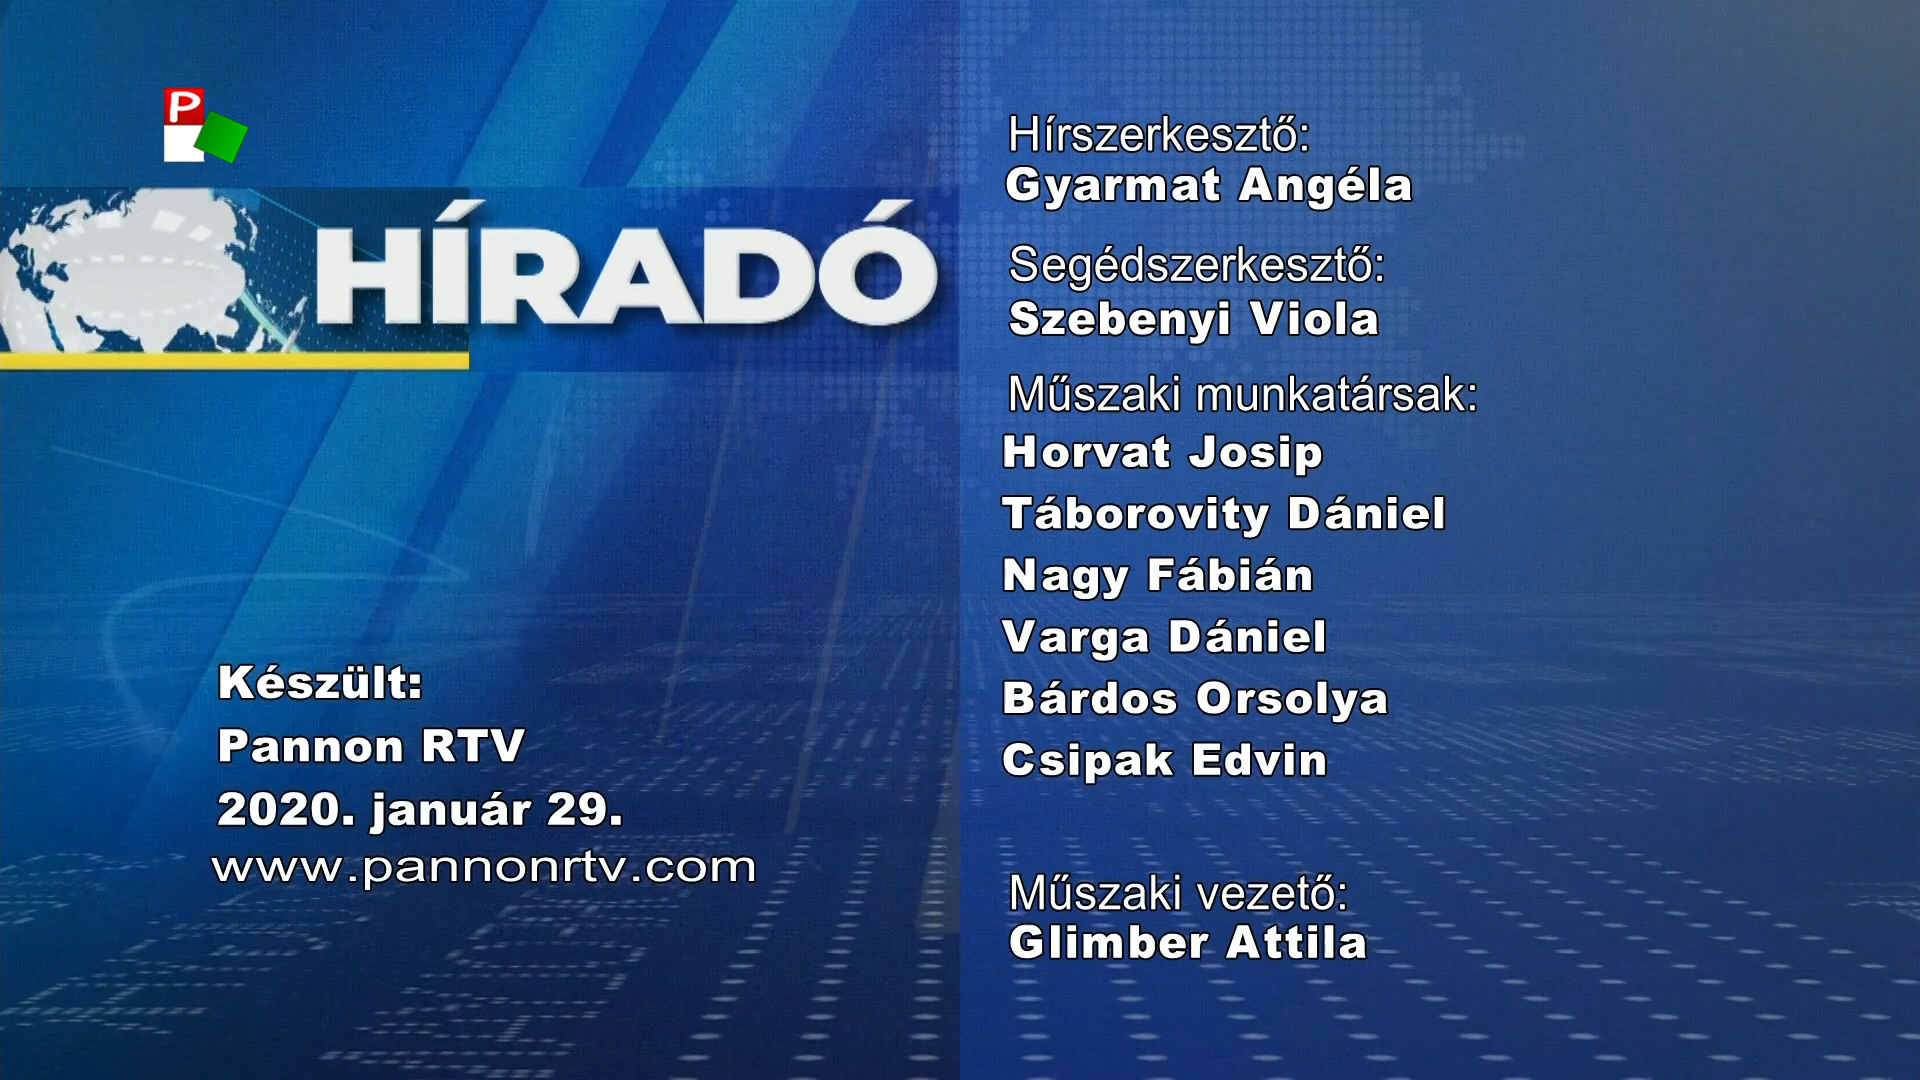 P
HÍRADÓ
Készült:
Pannon RTV
2020. január 29.
www.pannonrtv.com
Hírszerkesztő:
Gyarmat Angéla
Segédszerkesztő:
Szebenyi Viola
Műszaki munkatársak:
Horvat Josip
Táborovity Dániel
Nagy Fábián
Varga Dániel
Bárdos Orsolya
Csipak Edvin
Műszaki vezető:
Glimber Attila